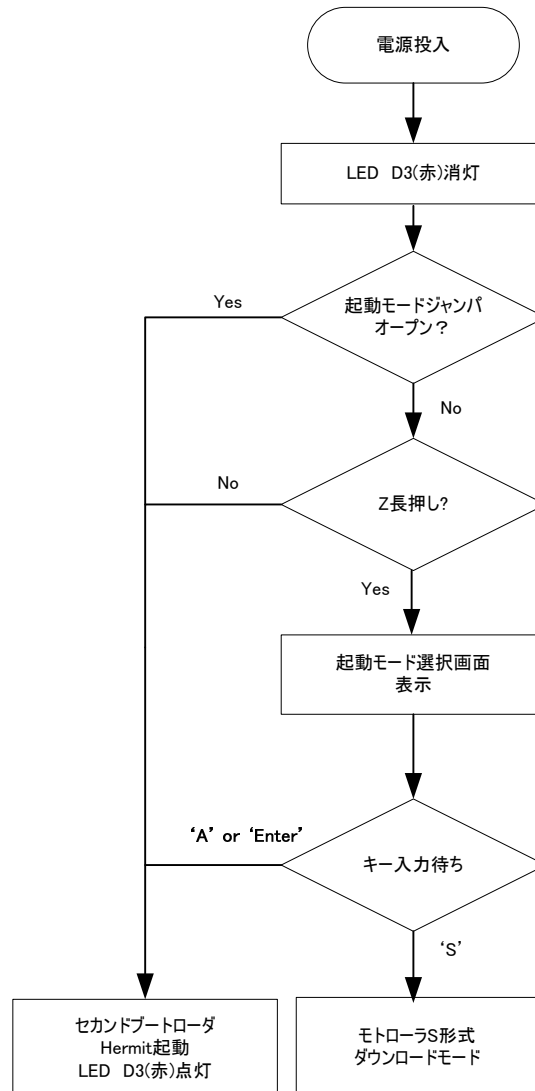 電源投入
LED D3(赤)消灯
起動モードジャンパ
オープン？
Yes
No
Z長押し?
No
Yes
起動モード選択画面
表示
キー入力待ち
‘A’ or ‘Enter’
‘S’
セカンドブートローダ
Hermit起動
LED D3(赤)点灯
モトローラS形式
ダウンロードモード